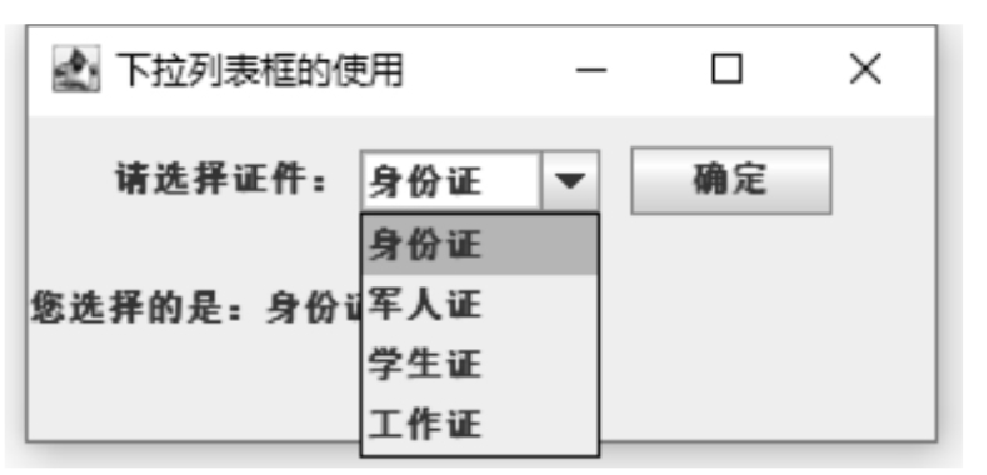 下拉列表框的使用
请选择证件： 身份证 确定
身份证
您选择的是：身份
军人证
学生证
工作证